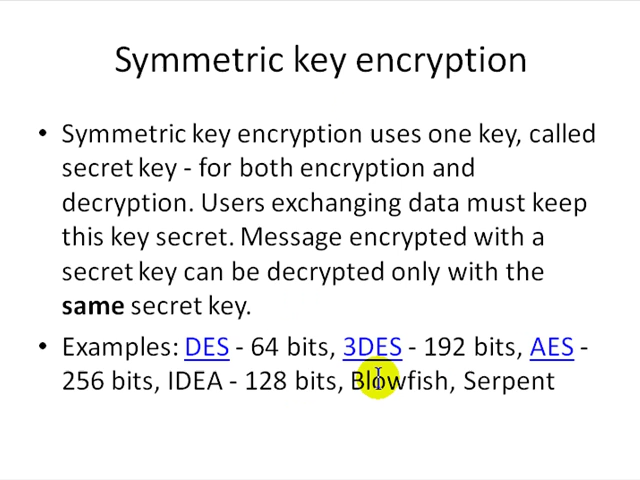 Symmetric key encryption
• Symmetric key encryption uses one key, called
secret key - for both encryption and
decryption. Users exchanging data must keep
this key secret. Message encrypted with a
secret key can be decrypted only with the
same secret key.
• Examples: DES - 64 bits, 3DES - 192 bits, AES -
256 bits, IDEA - 128 bits, Blowfish, Serpent